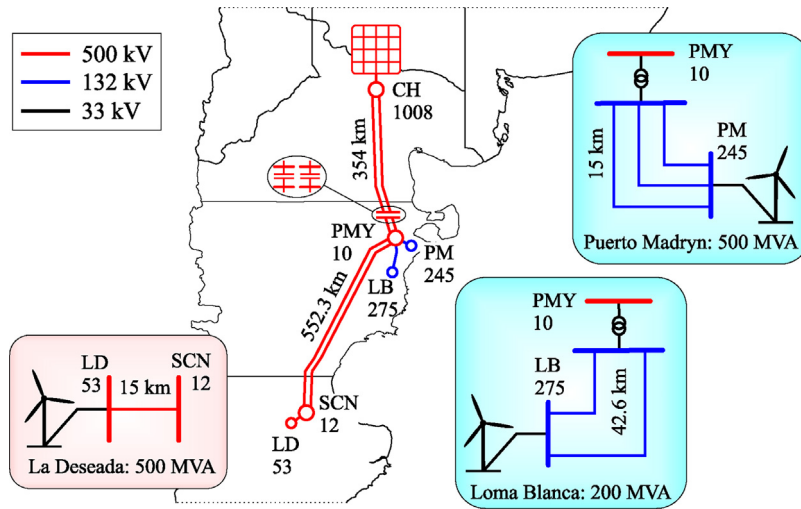 500 kV
132 kV
33 kV
CH
1008
354 km
PMY
10
PM
245
LB
275
552.3 km
SCN
12
LD
53
PMY
10
15 km
PM
245
Puerto Madryn: 500 MVA
LD
53
15 km
SCN
12
La Deseada: 500 MVA
PMY
10
LB
275
42.6 km
Loma Blanca: 200 MVA